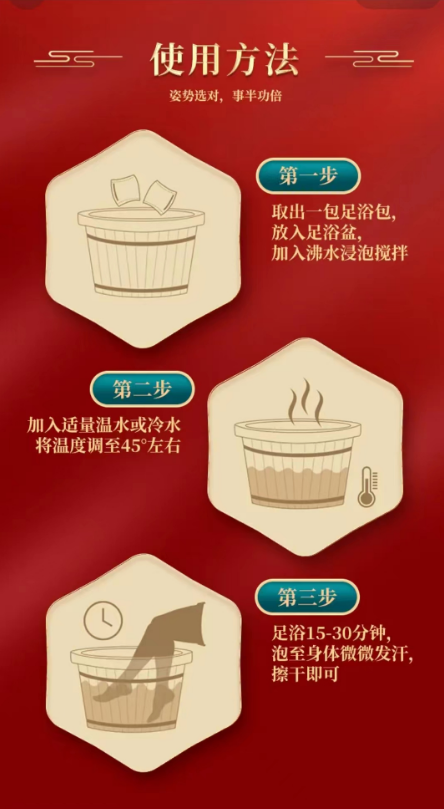 使用方法
姿势选对，事半功倍
第一步
取出一包足浴包，
放入足浴盆，
加入沸水浸泡搅拌
第二步
加入适量温水或冷水
将温度调至45°左右
第三步
足浴15-30分钟，
泡至身体微微发汗，
擦干即可